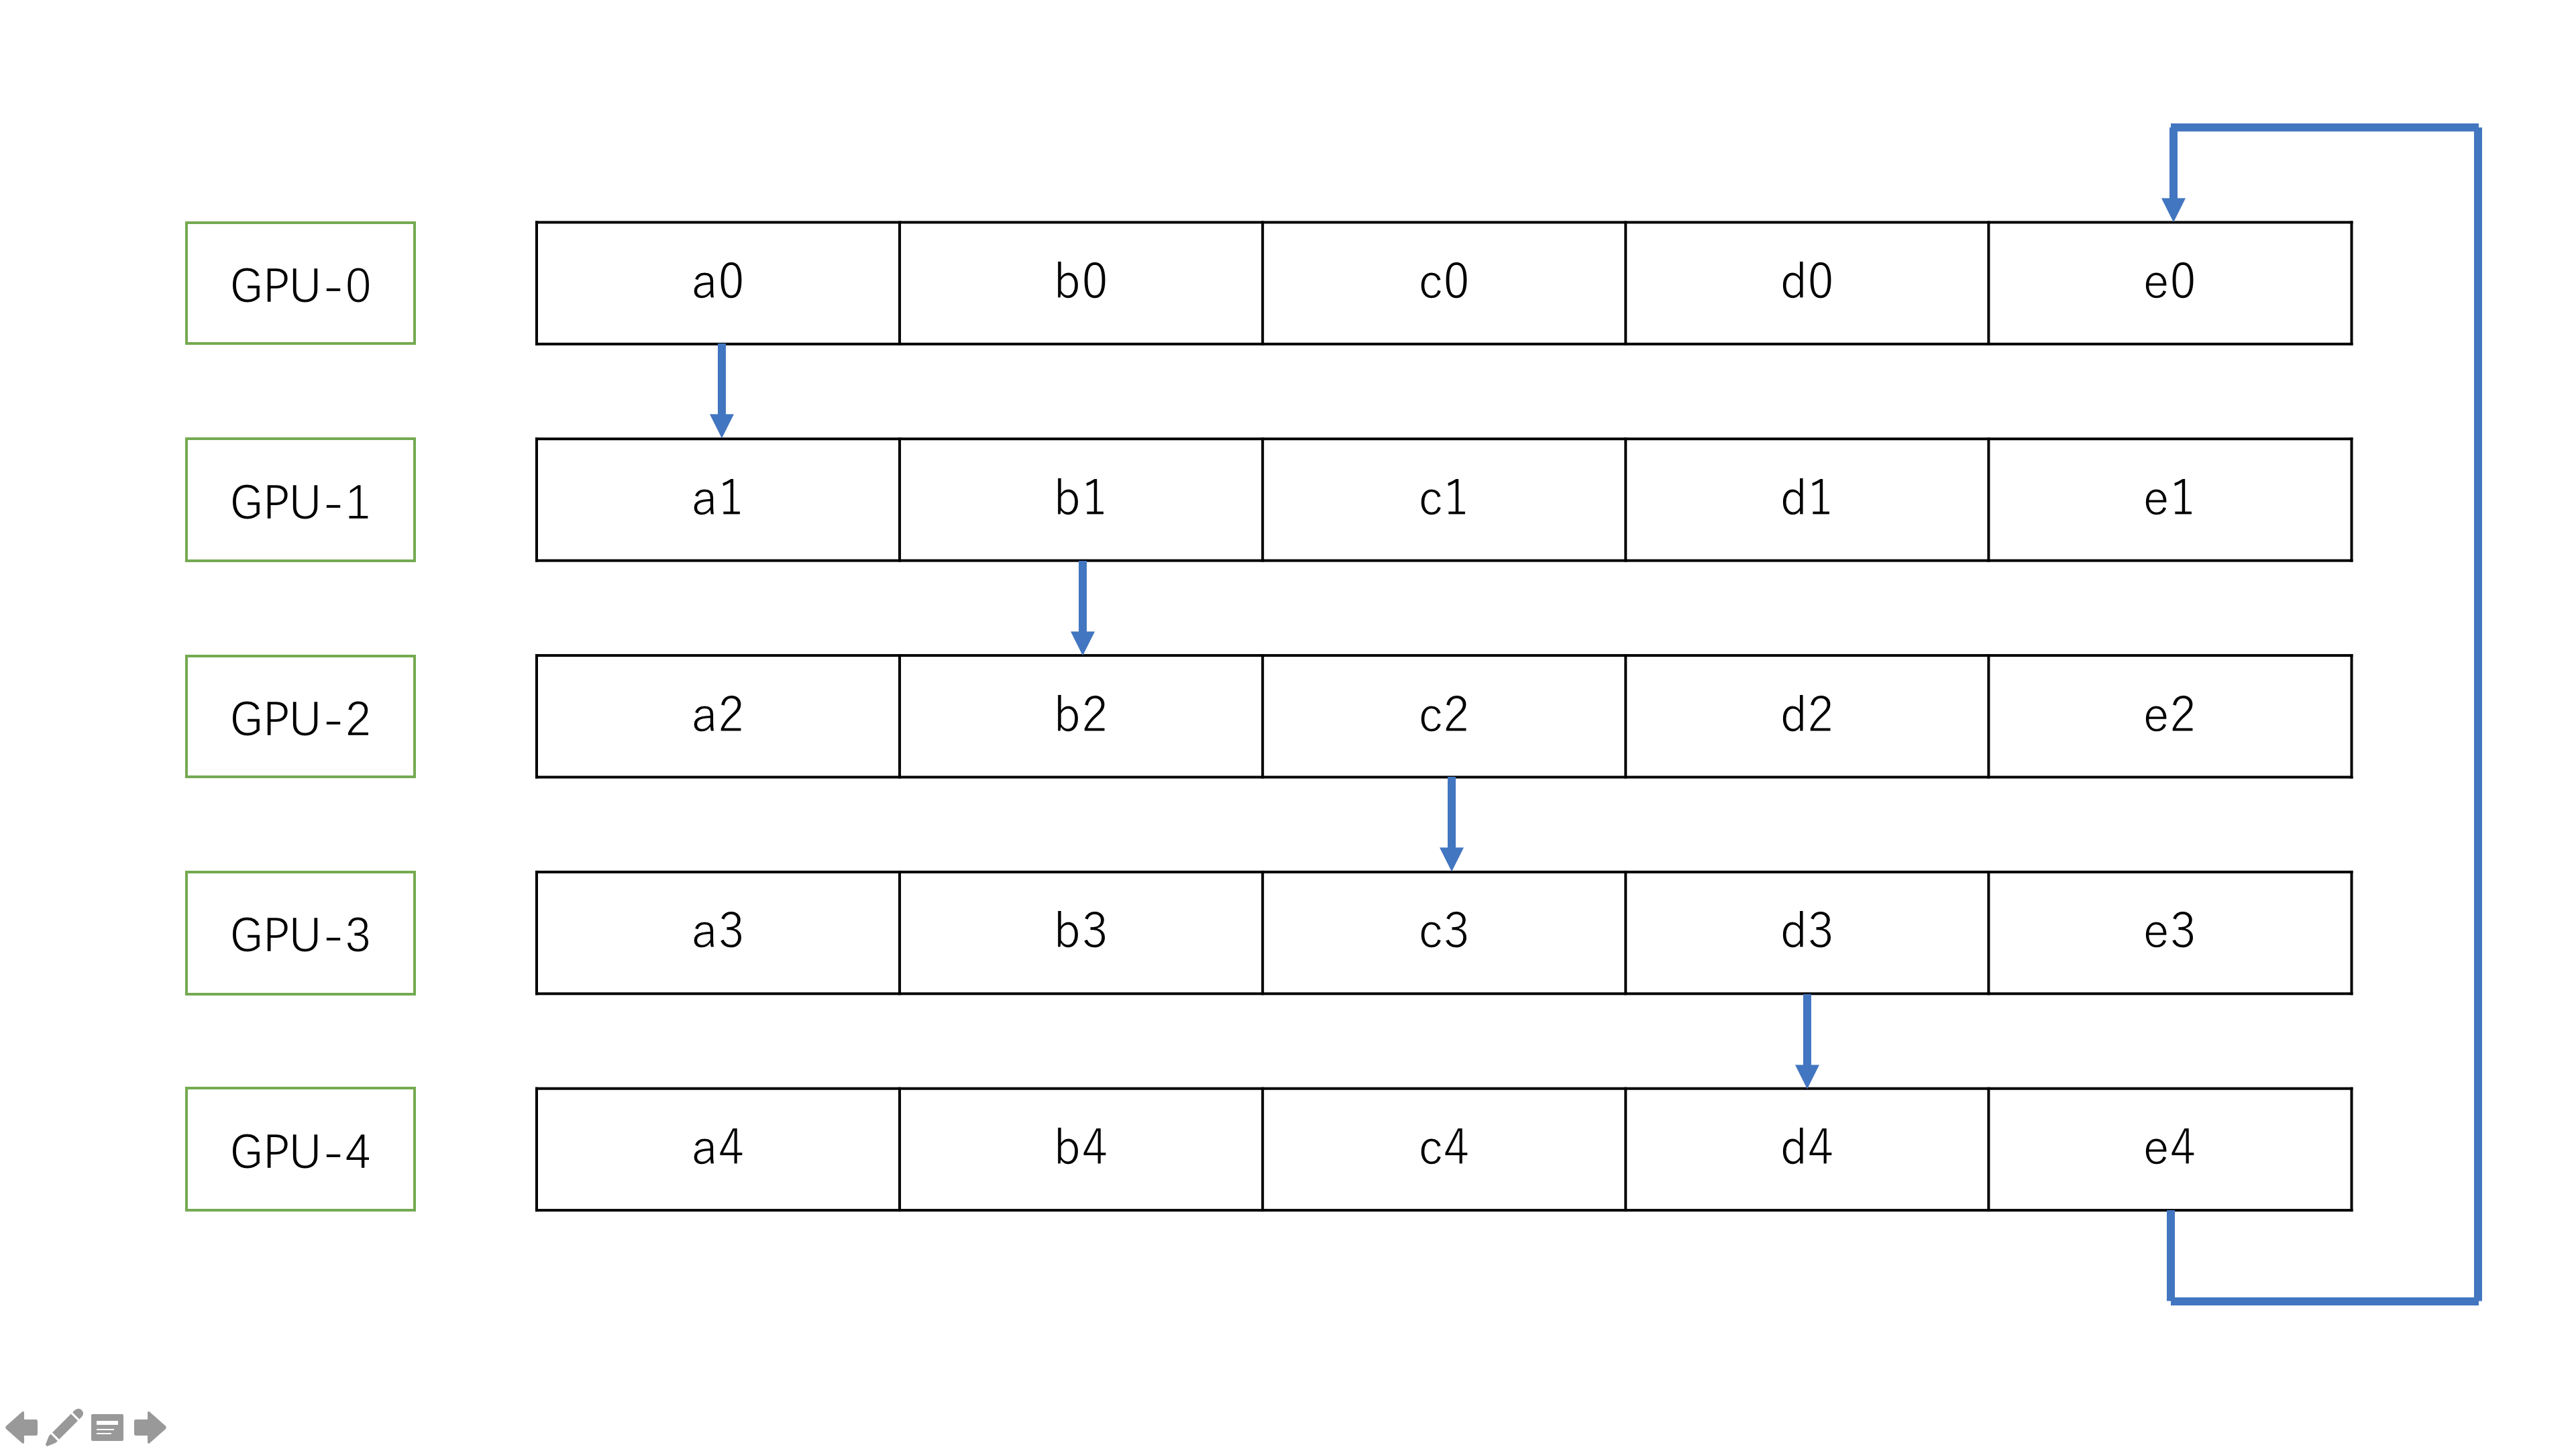 GPU-0 a0 b0 c0 d0 e0
GPU-1 a1 b1 c1 d1 e1
GPU-2 a2 b2 c2 d2 e2
GPU-3 a3 b3 c3 d3 e3
GPU-4 a4 b4 c4 d4 e4